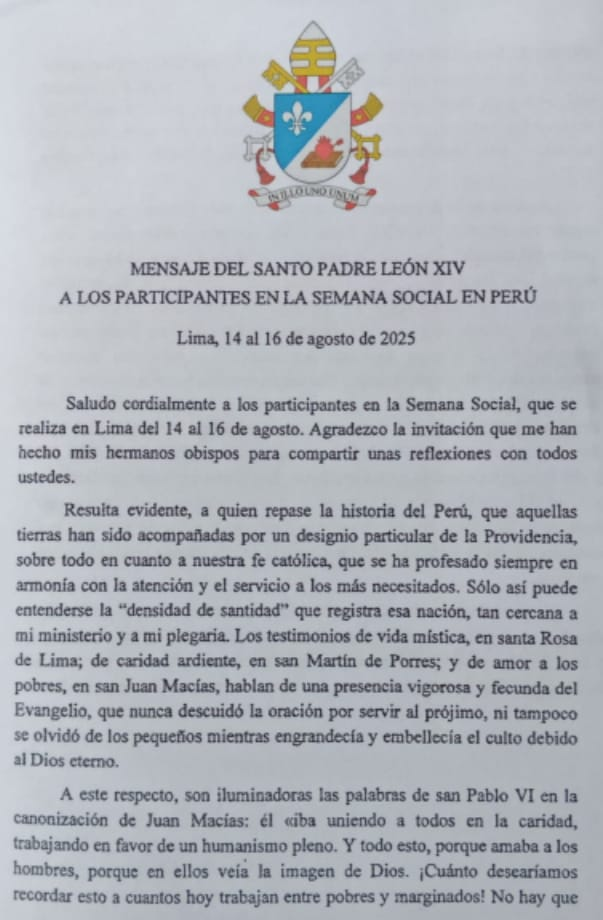 IN ILLO UNO UNUM
MENSAJE DEL SANTO PADRE LEÓN XIV
A LOS PARTICIPANTES EN LA SEMANA SOCIAL EN PERÚ
Lima, 14 al 16 de agosto de 2025
Saludo cordialmente a los participantes en la Semana Social, que se
realiza en Lima del 14 al 16 de agosto. Agradezco la invitación que me han
hecho mis hermanos obispos para compartir unas reflexiones con todos
ustedes.
Resulta evidente, a quien repase la historia del Perú, que aquellas
tierras han sido acompañadas por un designio particular de la Providencia,
sobre todo en cuanto a nuestra fe católica, que se ha profesado siempre en
armonía con la atención y el servicio a los más necesitados. Sólo así puede
entenderse la “densidad de santidad” que registra esa nación, tan cercana a
mi ministerio y a mi plegaria. Los testimonios de vida mística, en santa Rosa
de Lima; de caridad ardiente, en san Martín de Porres; y de amor a los
pobres, en san Juan Macías, hablan de una presencia vigorosa y fecunda del
Evangelio, que nunca descuidó la oración por servir al prójimo, ni tampoco
se olvidó de los pequeños mientras engrandecía y embellecía el culto debido
al Dios eterno.
A este respecto, son iluminadoras las palabras de san Pablo VI en la
canonización de Juan Macías: él «iba uniendo a todos en la caridad,
trabajando en favor de un humanismo pleno. Y todo esto, porque amaba a los
hombres, porque en ellos veía la imagen de Dios. ¡Cuánto desearíamos
recordar esto a cuantos hoy trabajan entre pobres y marginados! No hay que